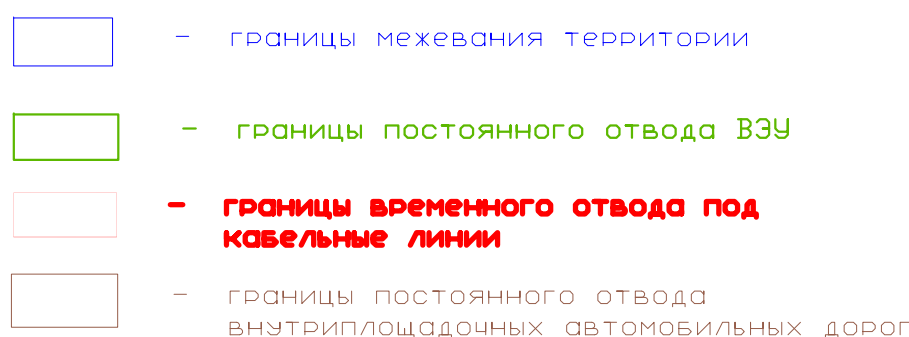 - границы межевания территории
- границы постоянного отвода ВЭУ
- границы временного отвода под
кабельные линии
- границы постоянного отвода
внутриплощадочных автомобильных дорог